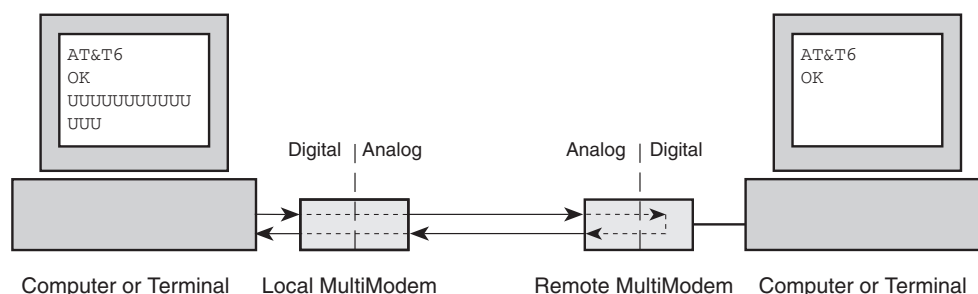 AT&T6
OK
UUUUUUUUUUU
UUU
AT&T6
OK
Digital | Analog
Analog | Digital
Computer or Terminal
Local MultiModem
Remote MultiModem
Computer or Terminal